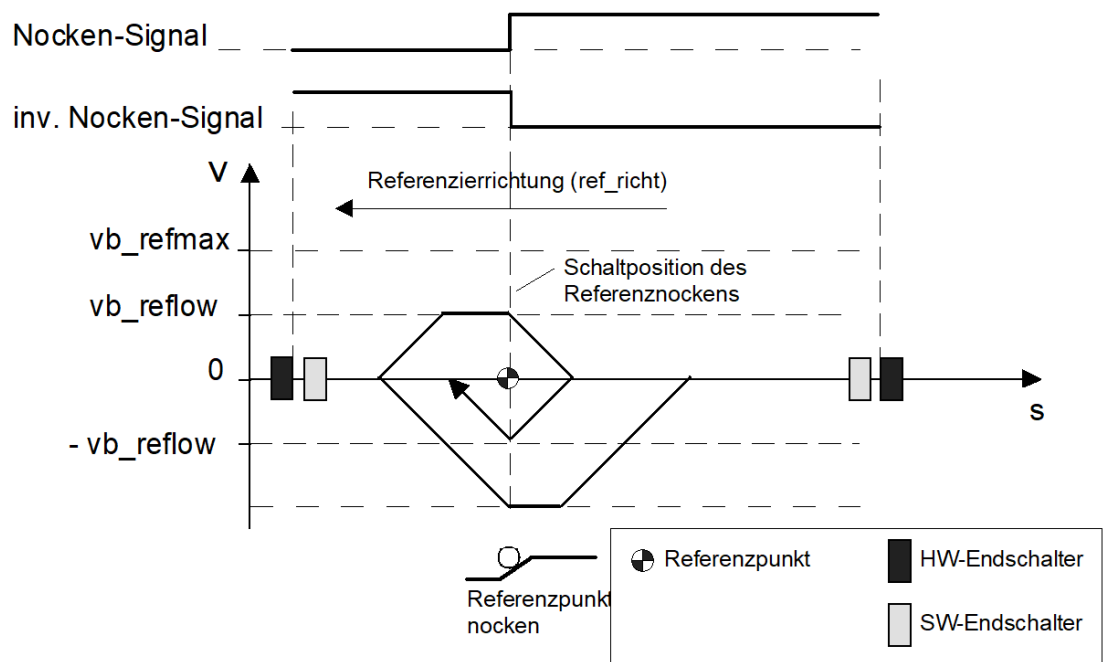 Nocken-Signal
inv. Nocken-Signal
V
Referenzierrichtung (ref_richt)
vb_refmax
Schaltposition des
Referenznockens
vb_reflow
0
s
- vb_reflow
Referenzpunkt
nocken
Referenzpunkt
HW-Endschalter
SW-Endschalter